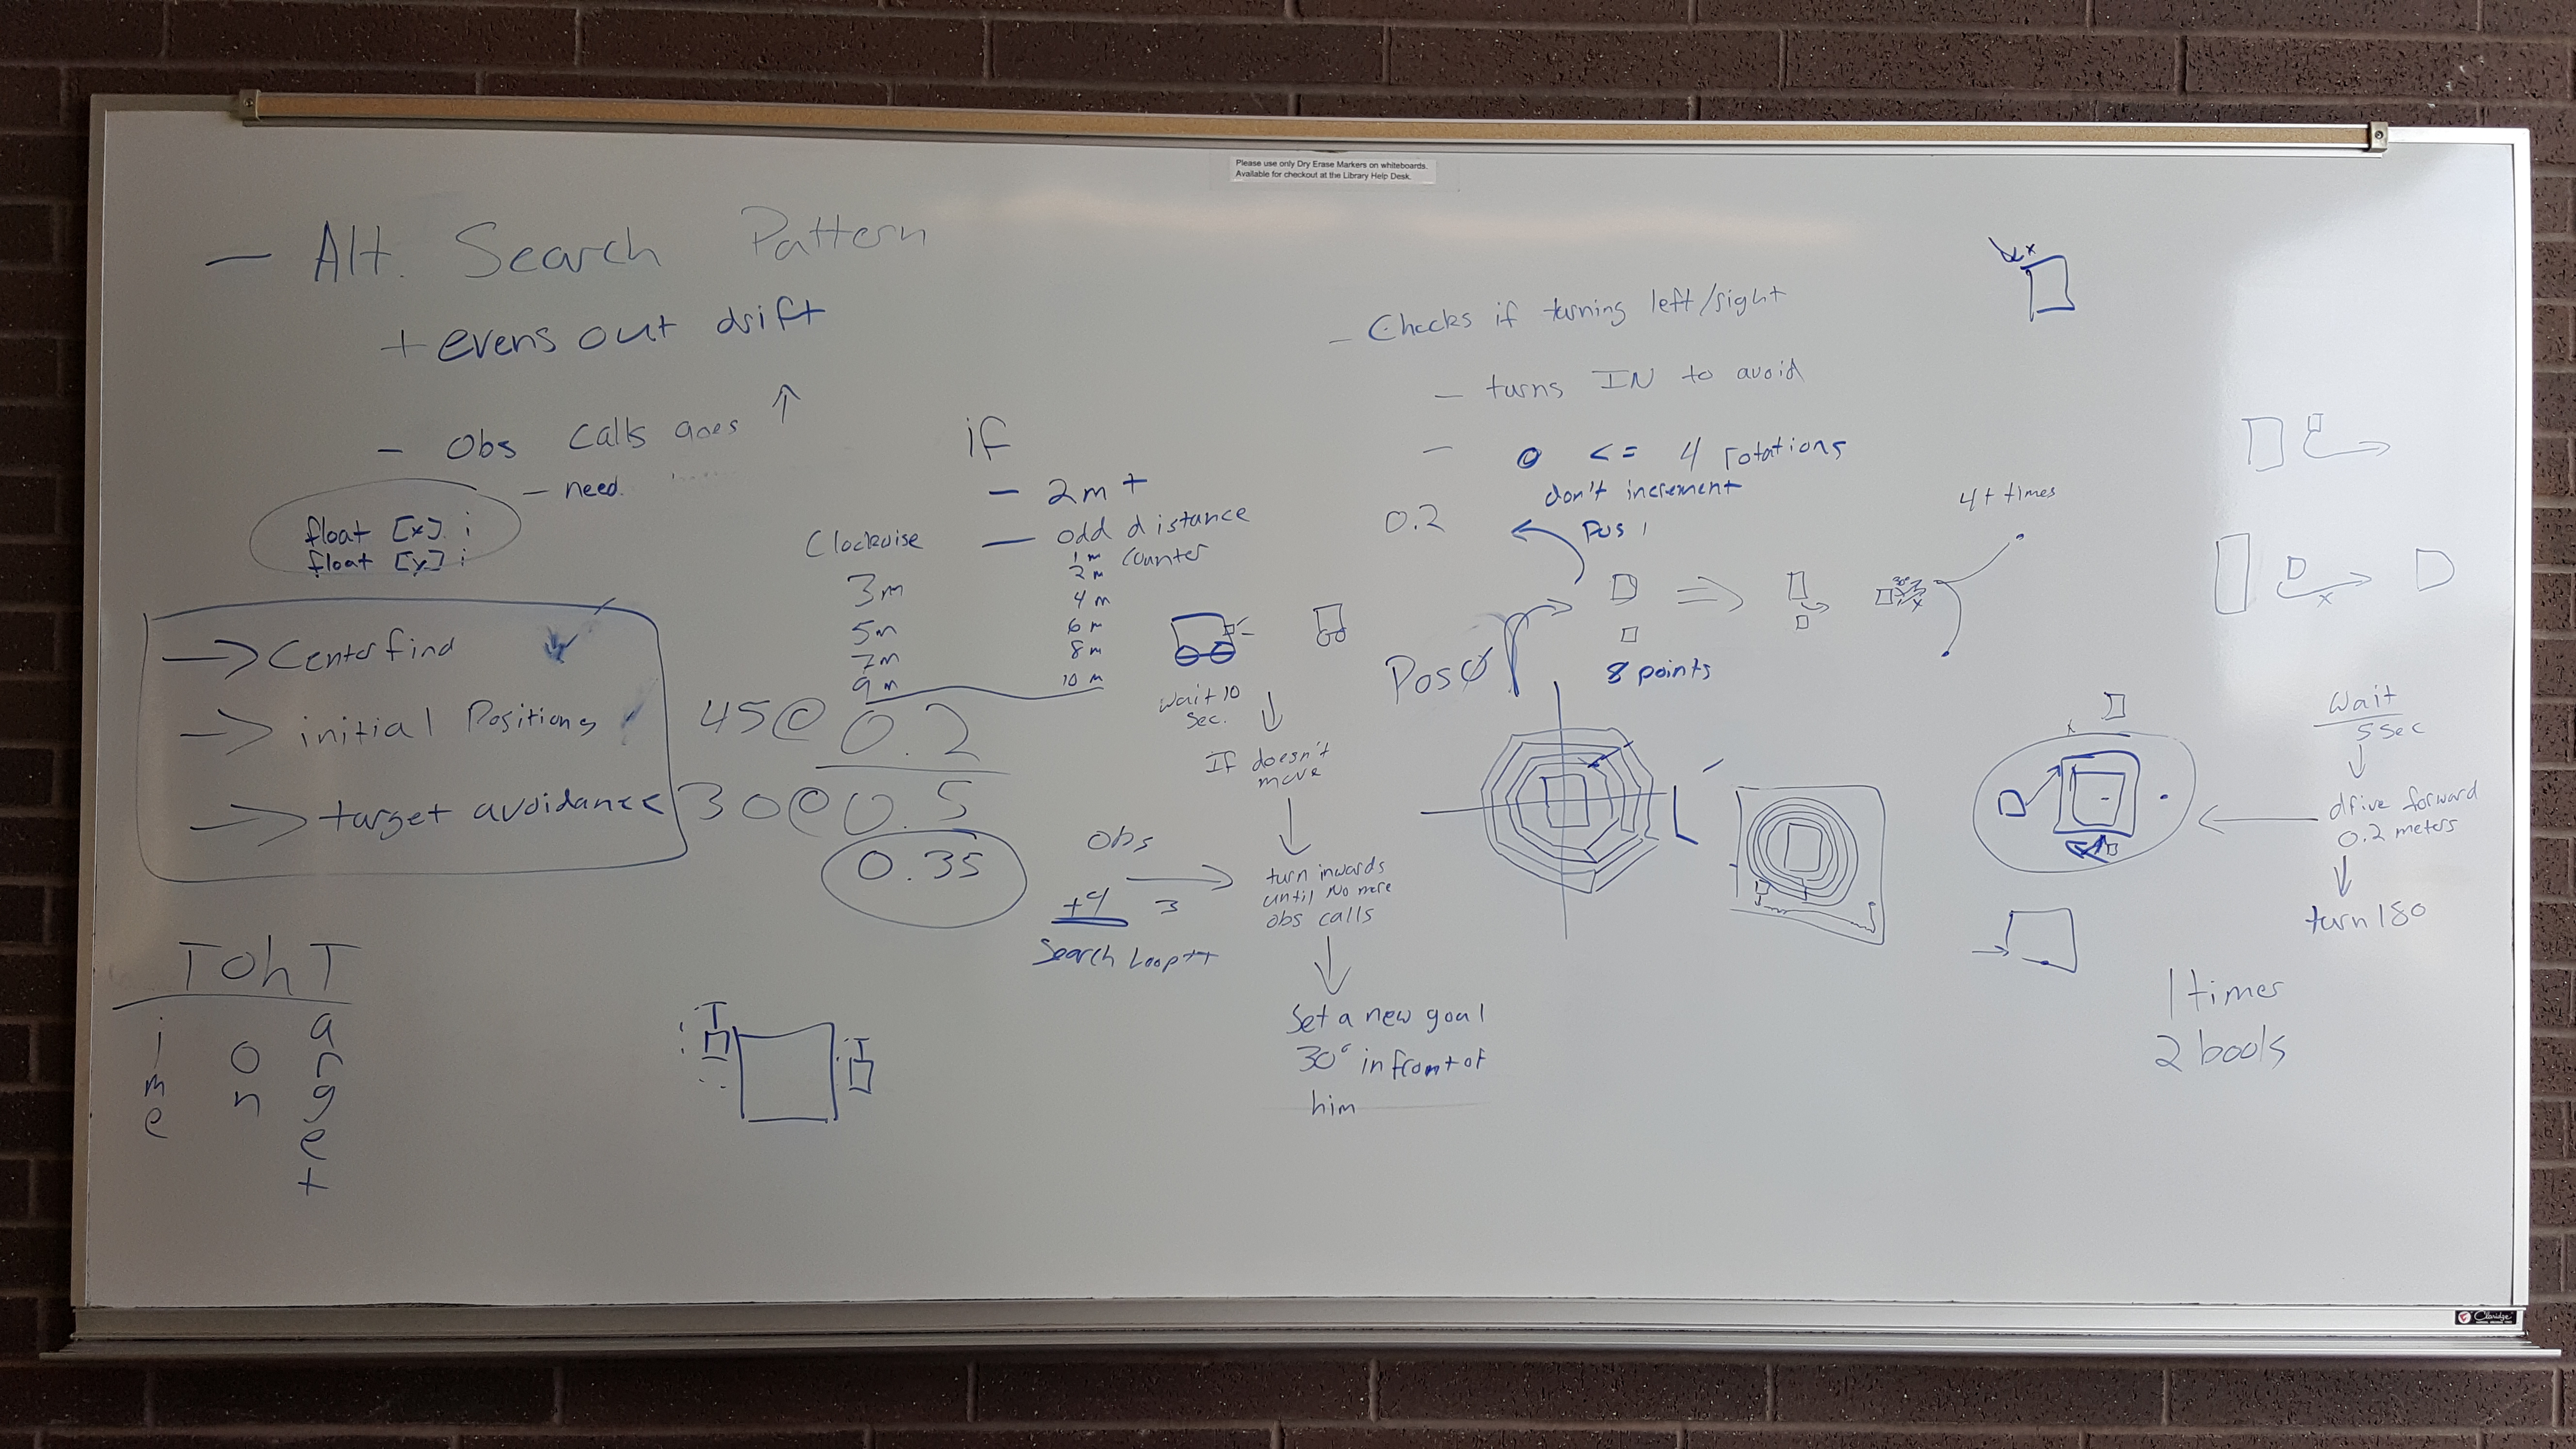 Please use only Dry Erase Markers on whiteboards.
Available for checkout at the Library Help Desk.
- Alt. Search Pattern
+ evens out drift
- Obs calls goes ↑
- need
float [x] i
float [y] i
→ Centerfind
→ initial Positions
→ target avoidance
TohT
ime
on
arget
if
- 2m +
- odd distance
Clockwise
3m
5m
7m
9m
counter
1m
2m
4m
6m
8m
10m
45@ 0.2
30@ 0.5
0.35
wait 10
sec.
If doesn't
move
Obs
+4 → 3
Search Loop++
turn inwards
until No more
obs calls
Set a new goal
30° in front of
him
- Checks if turning left/right
- turns IN to avoid
- 0 <= 4 rotations
don't increment
0.2
Pos 1
Pos 0
8 points
30°
4+ times
x
x
x
Wait
5 sec
drive forward
0.2 meters
turn 180
1 times
2 bools
Claridge